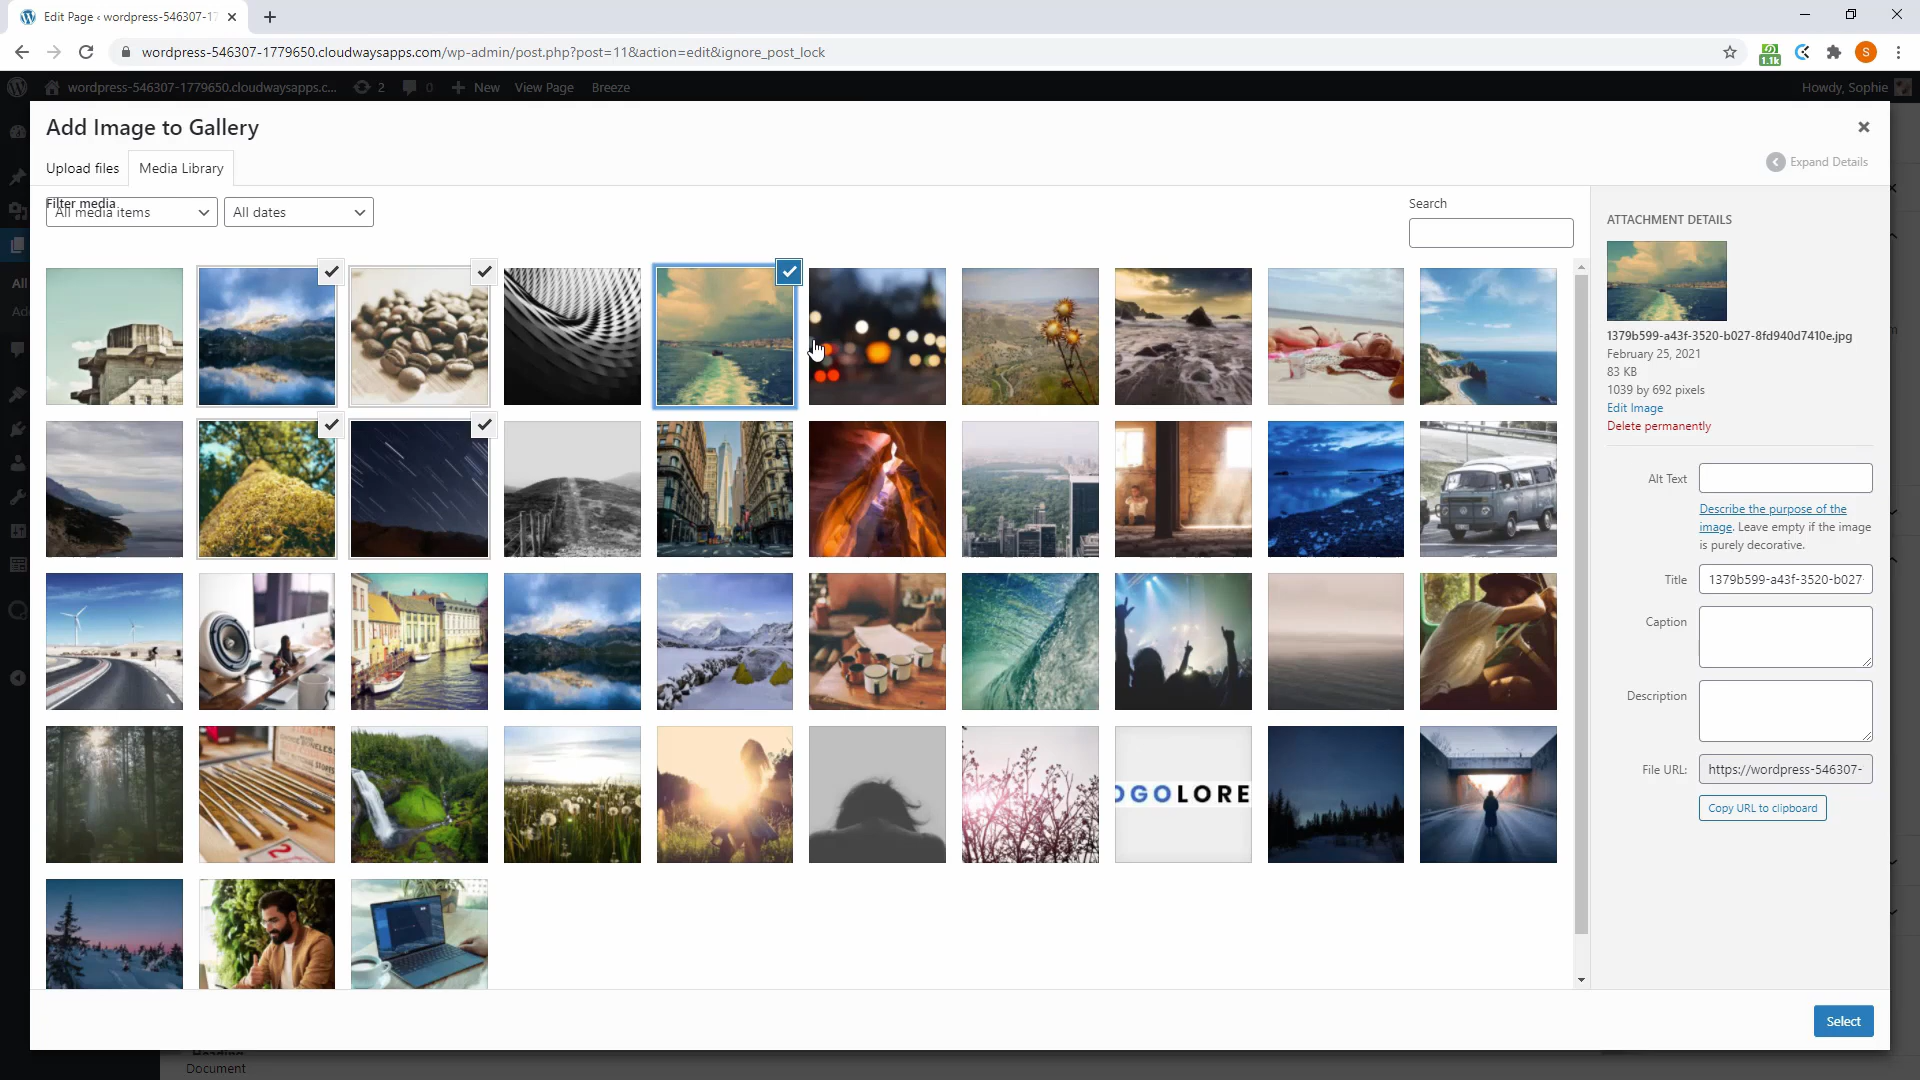 Edit Page ‹ wordpress-546307-17
wordpress-546307-1779650.cloudwaysapps.com/wp-admin/post.php?post=11&action=edit&ignore_post_lock
1.1k
S
wordpress-546307-1779650.cloudwaysapps.c...
2
0
New
View Page
Breeze
Howdy, Sophie
Add Image to Gallery
Upload files
Media Library
Expand Details
Filter media
All media items
All dates
Search
ATTACHMENT DETAILS
1379b599-a43f-3520-b027-8fd940d7410e.jpg
February 25, 2021
83 KB
1039 by 692 pixels
Edit Image
Delete permanently
Alt Text
Describe the purpose of the
image. Leave empty if the image
is purely decorative.
Title
1379b599-a43f-3520-b027-
Caption
Description
File URL:
https://wordpress-546307-
Copy URL to clipboard
All
OGOLORE
Select
Document